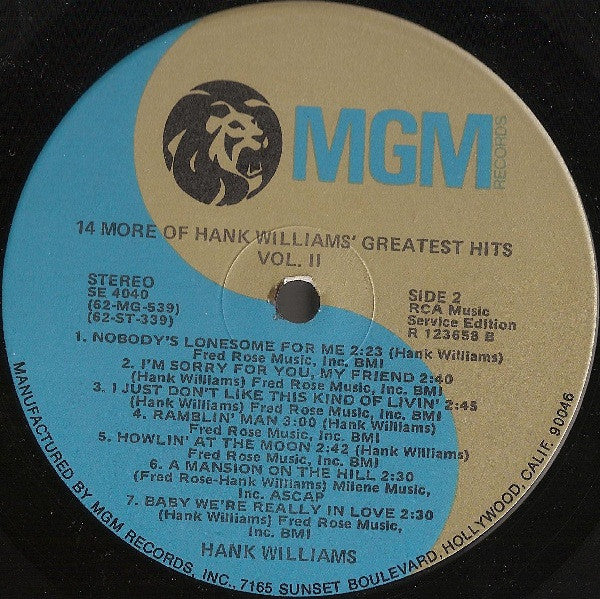 MGM
RECORDS
14 MORE OF HANK WILLIAMS' GREATEST HITS
VOL. II
STEREO
SE 4040
(62-MG-539)
(62-ST-339)
SIDE 2
RCA Music
Service Edition
R 123658 B
1. NOBODY'S LONESOME FOR ME 2:23 (Hank Williams)
Fred Rose Music, Inc. BMI
2. I'M SORRY FOR YOU, MY FRIEND 2:40
(Hank Williams) Fred Rose Music, Inc. BMI
3. I JUST DON'T LIKE THIS KIND OF LIVIN' 2:45
(Hank Williams) Fred Rose Music, Inc. BMI
4. RAMBLIN' MAN 3:00 (Hank Williams)
Fred Rose Music, Inc. BMI
5. HOWLIN' AT THE MOON 2:42 (Hank Williams)
Fred Rose Music, Inc. BMI
6. A MANSION ON THE HILL 2:30
(Fred Rose-Hank Williams) Milene Music,
Inc. ASCAP
7. BABY WE'RE REALLY IN LOVE 2:30
(Hank Williams) Fred Rose Music,
Inc. BMI
HANK WILLIAMS
MANUFACTURED BY MGM RECORDS, INC., 7165 SUNSET BOULEVARD, HOLLYWOOD, CALIF. 90046